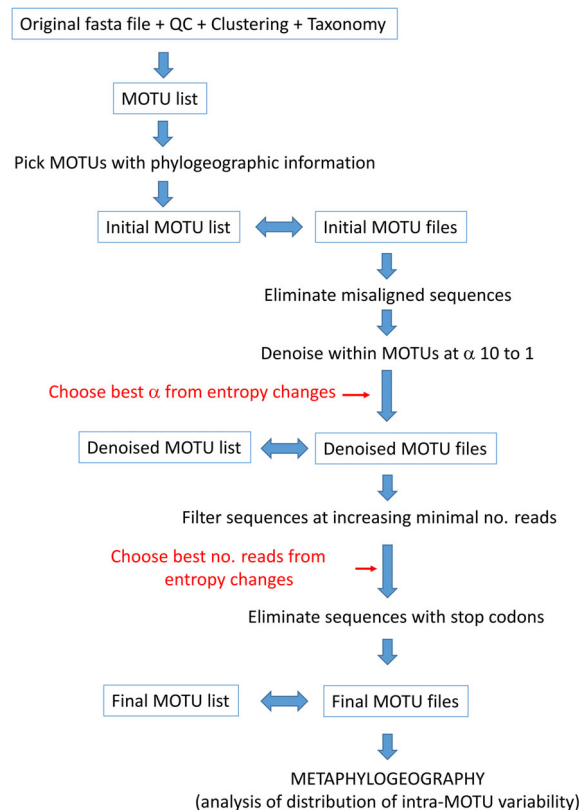 Original fasta file + QC + Clustering + Taxonomy
MOTU list
Pick MOTUs with phylogeographic information
Initial MOTU list
Initial MOTU files
Eliminate misaligned sequences
Denoise within MOTUs at α 10 to 1
Choose best α from entropy changes
Denoised MOTU list
Denoised MOTU files
Filter sequences at increasing minimal no. reads
Choose best no. reads from
entropy changes
Eliminate sequences with stop codons
Final MOTU list
Final MOTU files
METAPHYLOGEOGRAPHY
(analysis of distribution of intra-MOTU variability)